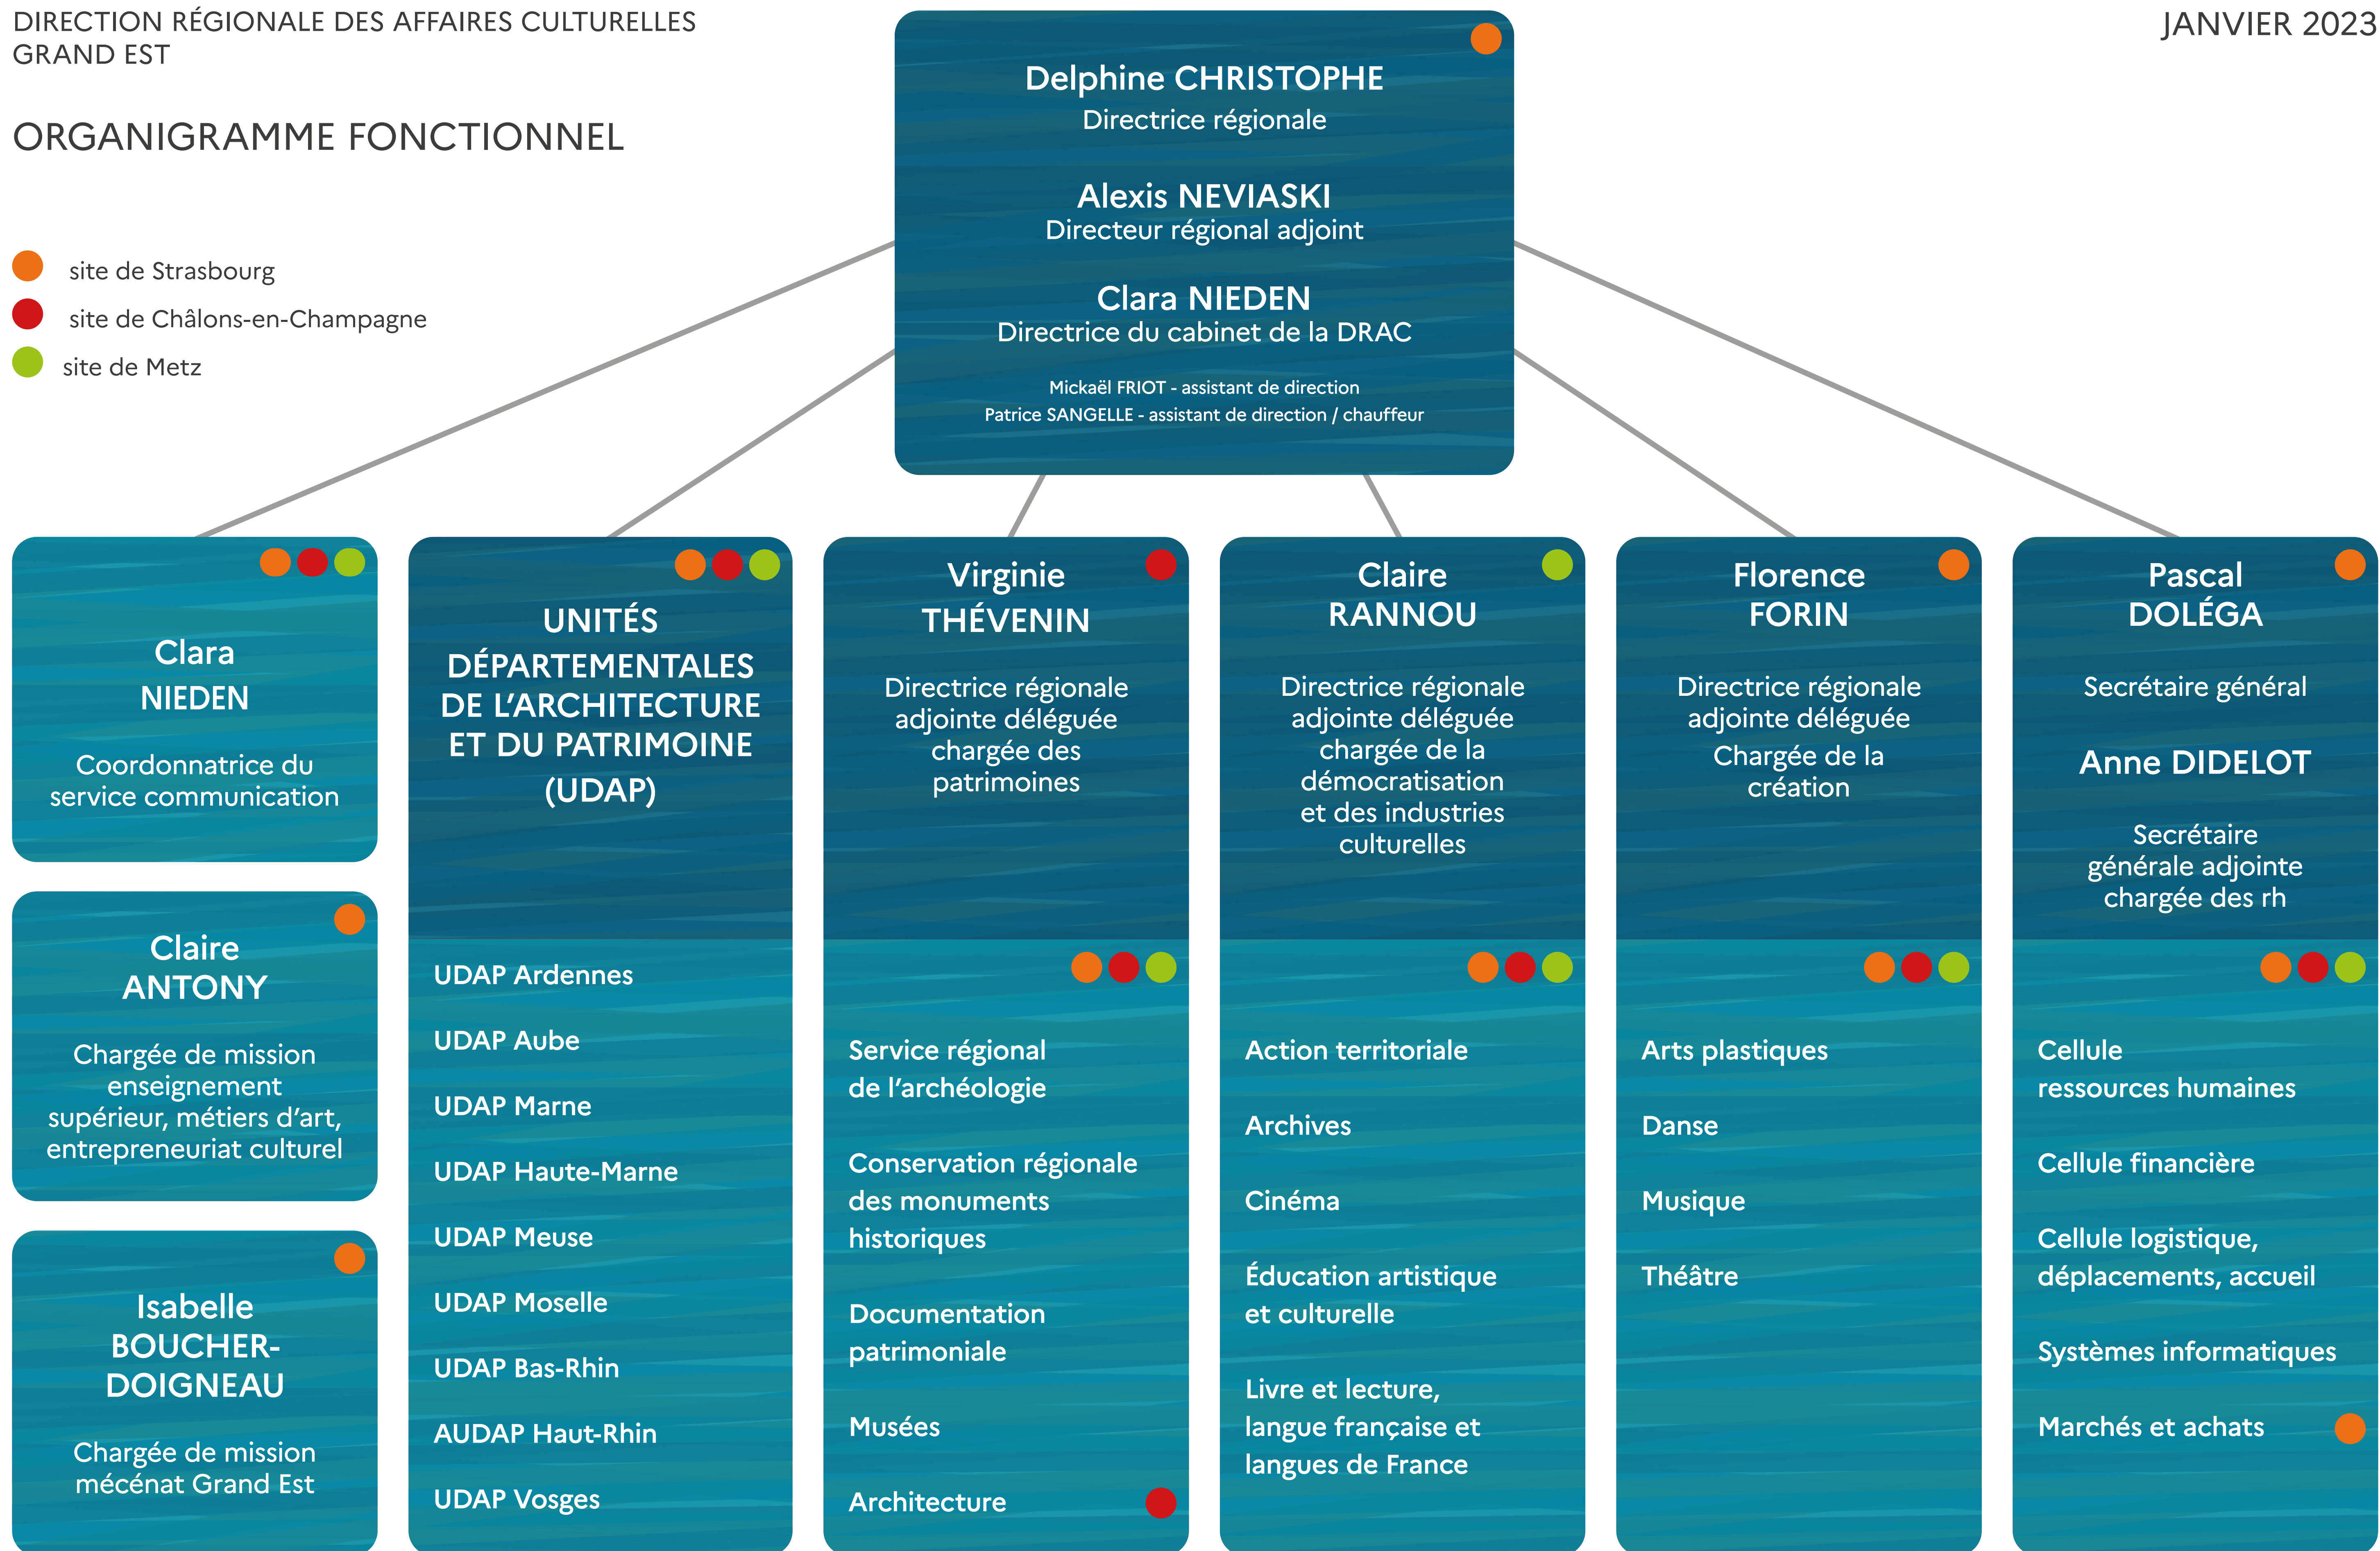 DIRECTION RÉGIONALE DES AFFAIRES CULTURELLES
GRAND EST
JANVIER 2023
ORGANIGRAMME FONCTIONNEL
site de Strasbourg
site de Châlons-en-Champagne
site de Metz
Delphine CHRISTOPHE
Directrice régionale
Alexis NEVIASKI
Directeur régional adjoint
Clara NIEDEN
Directrice du cabinet de la DRAC
Mickaël FRIOT - assistant de direction
Patrice SANGELLE - assistant de direction / chauffeur
Clara
NIEDEN
Coordonnatrice du
service communication
Claire
ANTONY
Chargée de mission
enseignement
supérieur, métiers d’art,
entrepreneuriat culturel
Isabelle
BOUCHER-
DOIGNEAU
Chargée de mission
mécénat Grand Est
UNITÉS
DÉPARTEMENTALES
DE L’ARCHITECTURE
ET DU PATRIMOINE
(UDAP)
UDAP Ardennes
UDAP Aube
UDAP Marne
UDAP Haute-Marne
UDAP Meuse
UDAP Moselle
UDAP Bas-Rhin
AUDAP Haut-Rhin
UDAP Vosges
Virginie
THÉVENIN
Directrice régionale
adjointe déléguée
chargée des
patrimoines
Service régional
de l’archéologie
Conservation régionale
des monuments
historiques
Documentation
patrimoniale
Musées
Architecture
Claire
RANNOU
Directrice régionale
adjointe déléguée
chargée de la
démocratisation
et des industries
culturelles
Action territoriale
Archives
Cinéma
Éducation artistique
et culturelle
Livre et lecture,
langue française et
langues de France
Florence
FORIN
Directrice régionale
adjointe déléguée
Chargée de la
création
Arts plastiques
Danse
Musique
Théâtre
Pascal
DOLÉGA
Secrétaire général
Anne DIDELOT
Secrétaire
générale adjointe
chargée des rh
Cellule
ressources humaines
Cellule financière
Cellule logistique,
déplacements, accueil
Systèmes informatiques
Marchés et achats